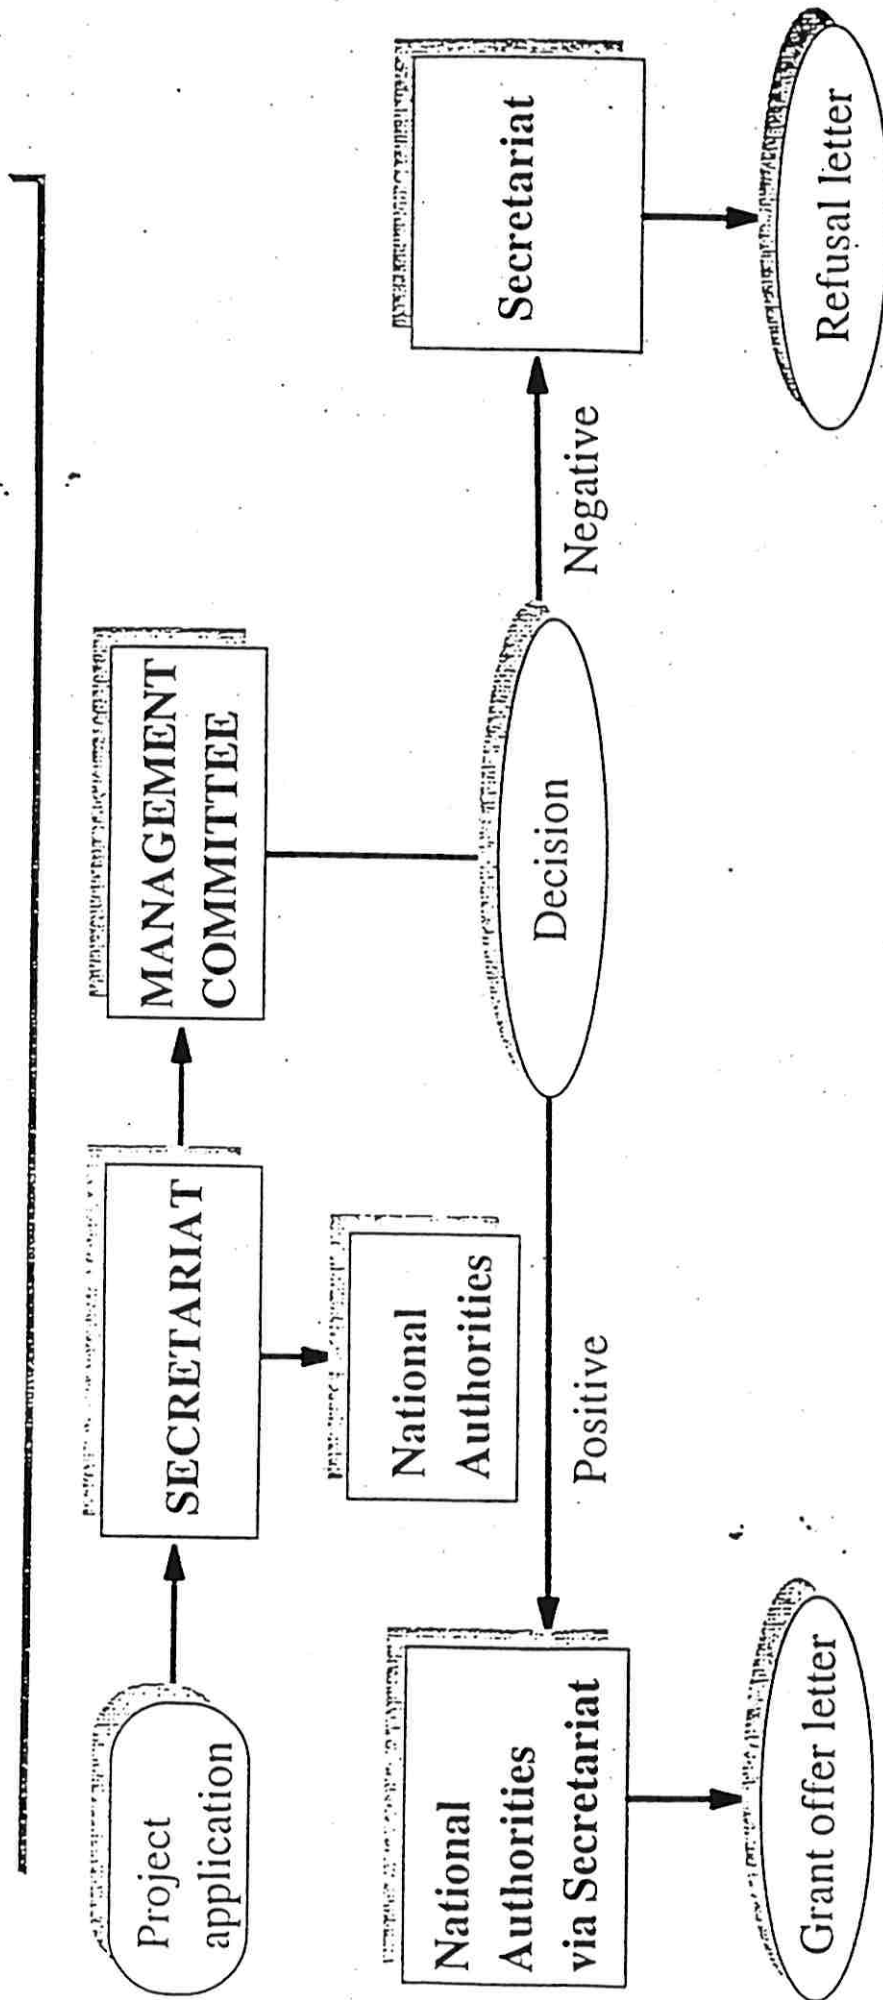 Project
application
SECRETARIAT
MANAGEMENT
COMMITTEE
National
Authorities
Decision
Positive
Negative
National
Authorities
via Secretariat
Secretariat
Grant offer letter
Refusal letter